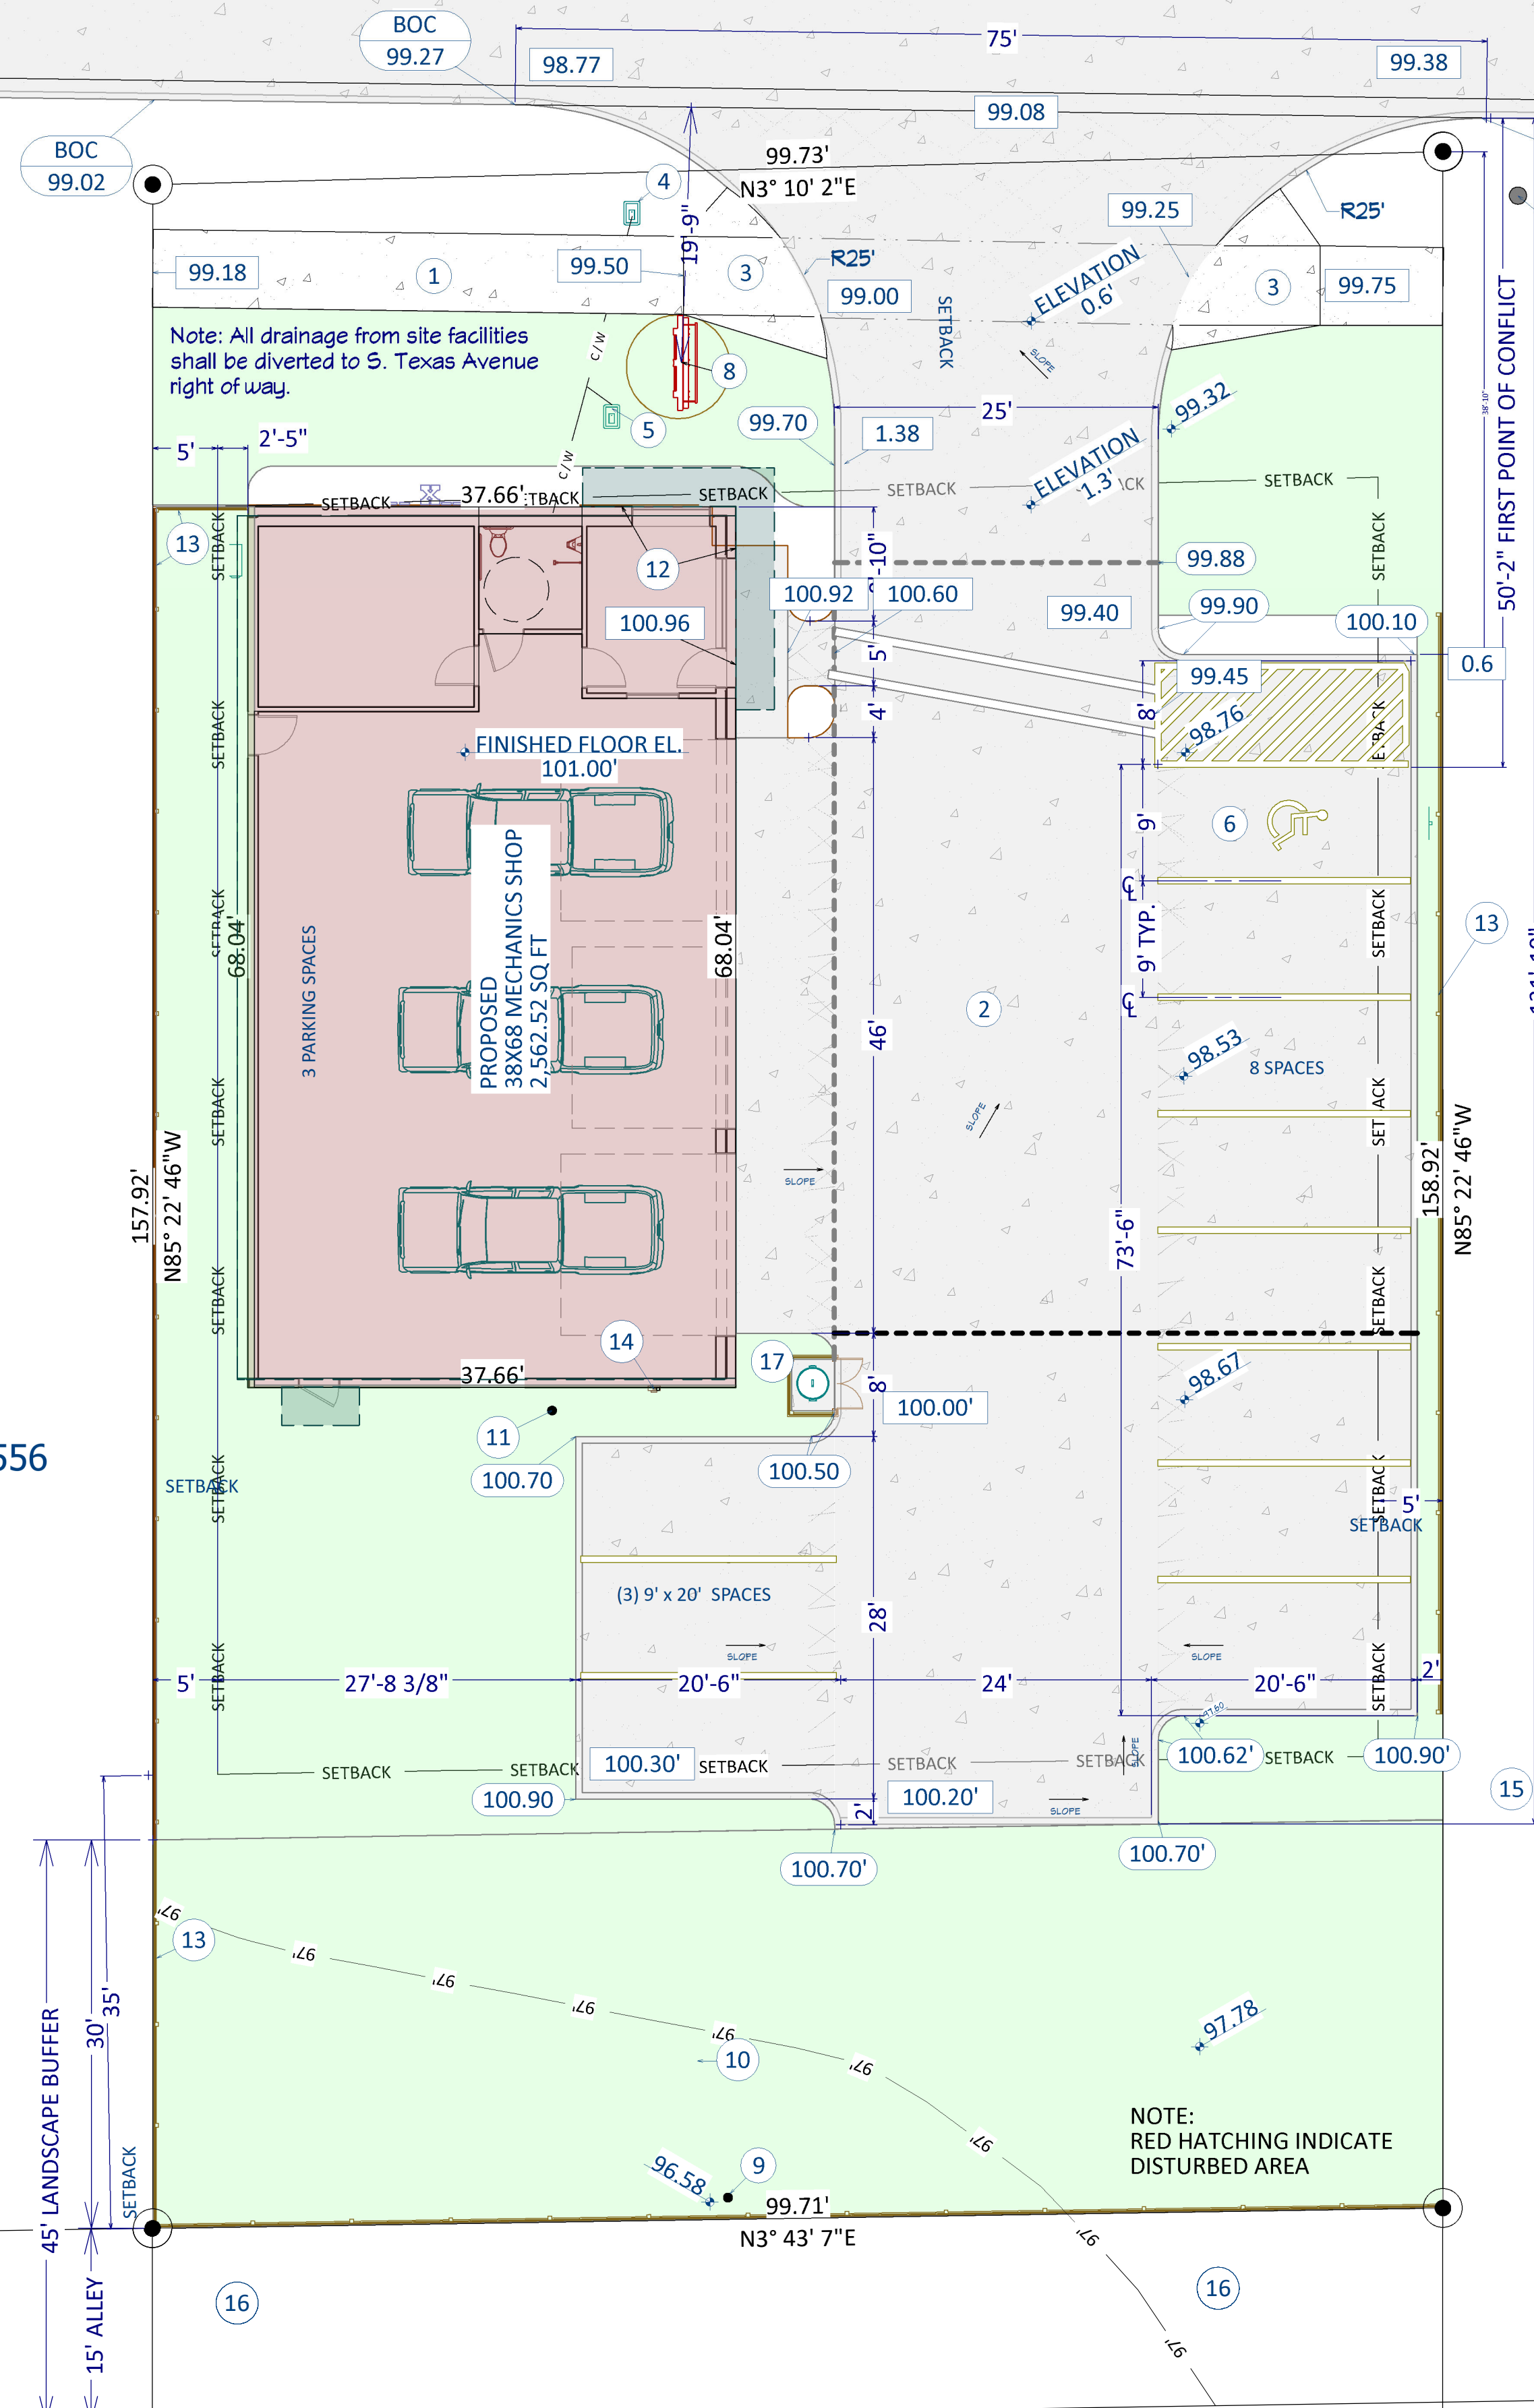 BOC
99.27
98.77
75'
99.38
99.08
BOC
99.02
99.73'
N3° 10' 2"E
4
19'-9"
99.25
R25'
R25'
99.18
1
99.50
3
99.00
SETBACK
ELEVATION
0.6'
3
99.75
Note: All drainage from site facilities
shall be diverted to S. Texas Avenue
right of way.
C/W
8
SLOPE
50'-2" FIRST POINT OF CONFLICT
5
99.70
25'
1.38
99.32
5'
2'-5"
C/W
ELEVATION
1.3'
SETBACK
37.66'
SETBACK
SETBACK
SETBACK
SETBACK
13
SETBACK
12
99.88
SETBACK
100.92
100.60
99.40
99.90
100.10
100.96
5'
0.6
99.45
4'
8'
98.76
SETBACK
FINISHED FLOOR EL.
101.00'
9'
6
PROPOSED
38X68 MECHANICS SHOP
2,562.52 SQ FT
3 PARKING SPACES
SETBACK
68.04'
68.04'
9' TYP.
SETBACK
13
2
46'
98.53
8 SPACES
SLOPE
SETBACK
SETBACK
157.92'
N85° 22' 46"W
SLOPE
73'-6"
158.92'
N85° 22' 46"W
SETBACK
SETBACK
14
37.66'
17
8'
98.67
100.00'
11
556
100.70
100.50
SETBACK
SETBACK
SETBACK
5'
SETBACK
(3) 9' x 20' SPACES
28'
SLOPE
SLOPE
SETBACK
SETBACK
5'
27'-8 3/8"
20'-6"
24'
20'-6"
2'
SETBACK
SETBACK
100.30'
SETBACK
SETBACK
SETBACK
SLOPE
100.62'
SETBACK
100.90'
100.90
2'
100.20'
SLOPE
15
100.70'
100.70'
97'
13
97'
97'
97'
97'
10
97'
97.78
35'
30'
45' LANDSCAPE BUFFER
97'
NOTE:
RED HATCHING INDICATE
DISTURBED AREA
SETBACK
96.58
9
99.71'
N3° 43' 7"E
97'
16
16
15' ALLEY
97'